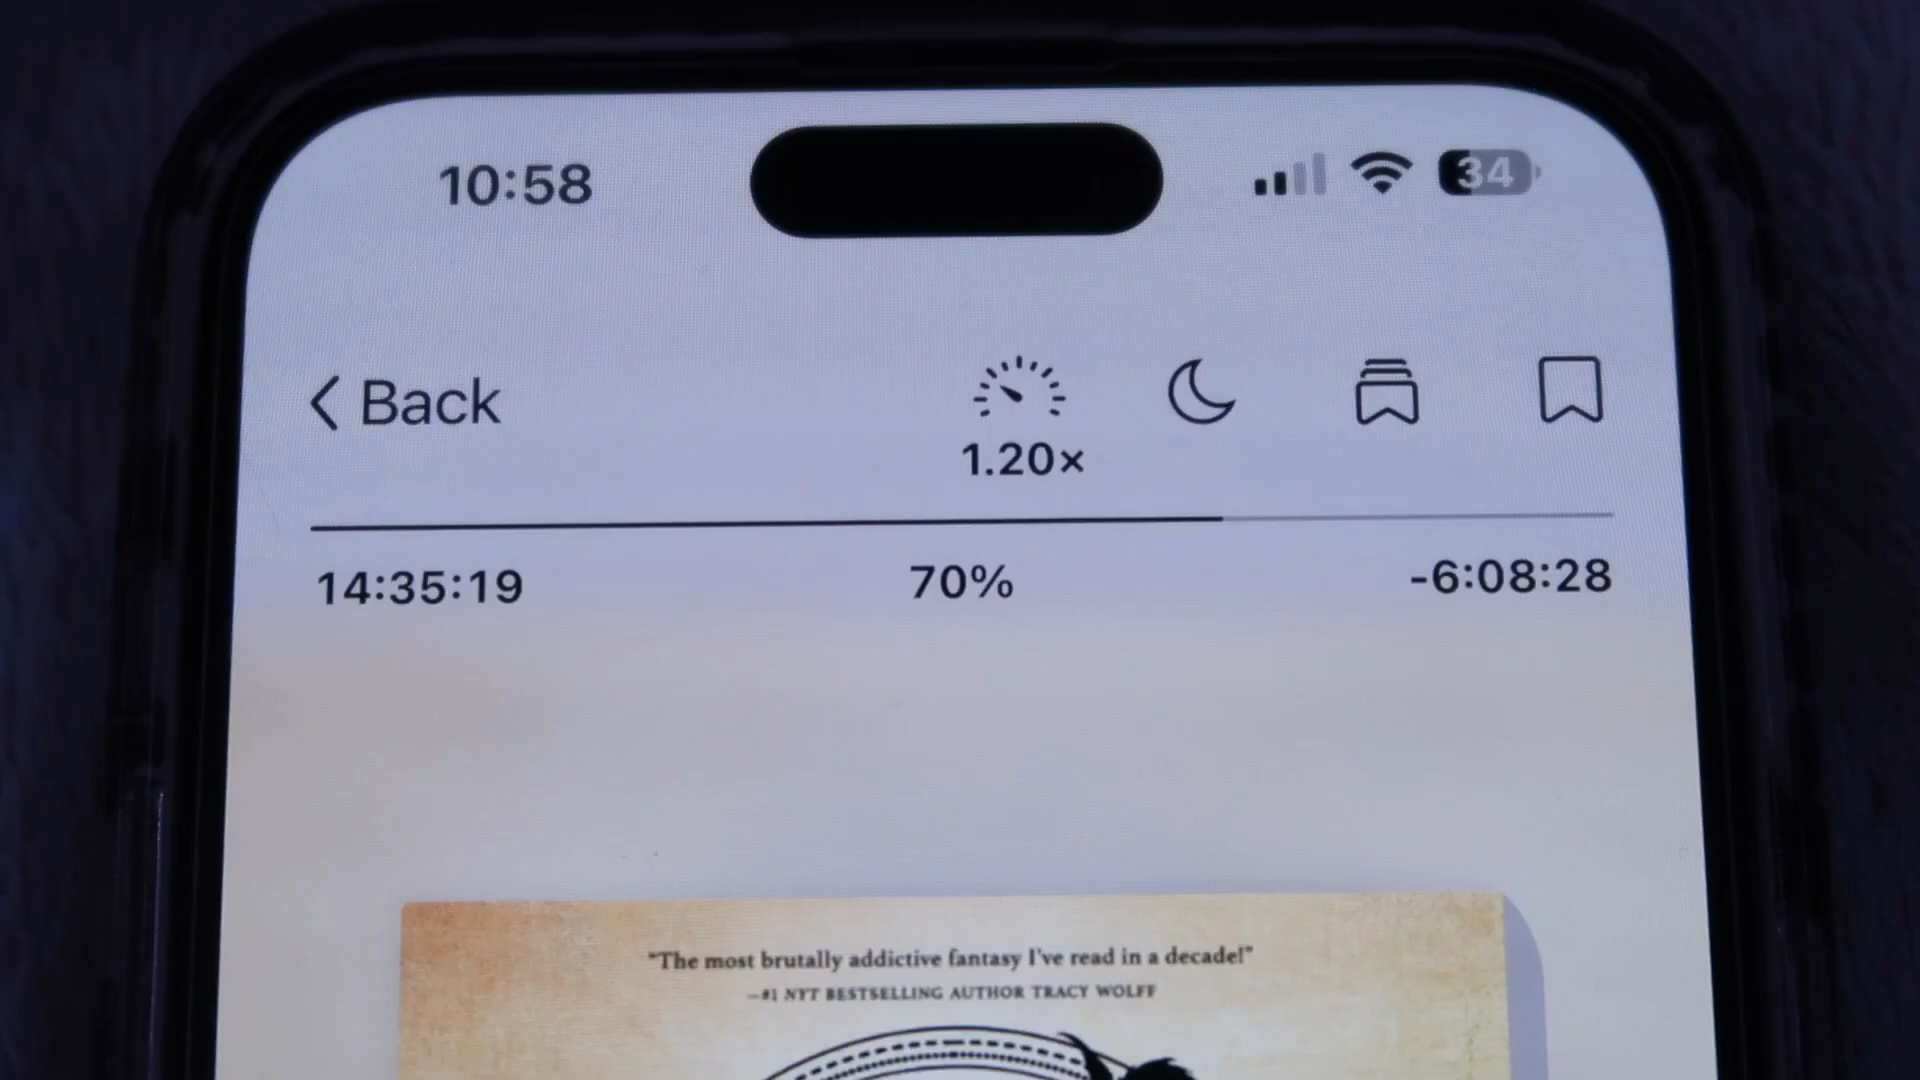 10:58
34
Back
1.20×
14:35:19
70%
-6:08:28
"The most brutally addictive fantasy I've read in a decade!"
—#1 NYT BESTSELLING AUTHOR TRACY WOLFF